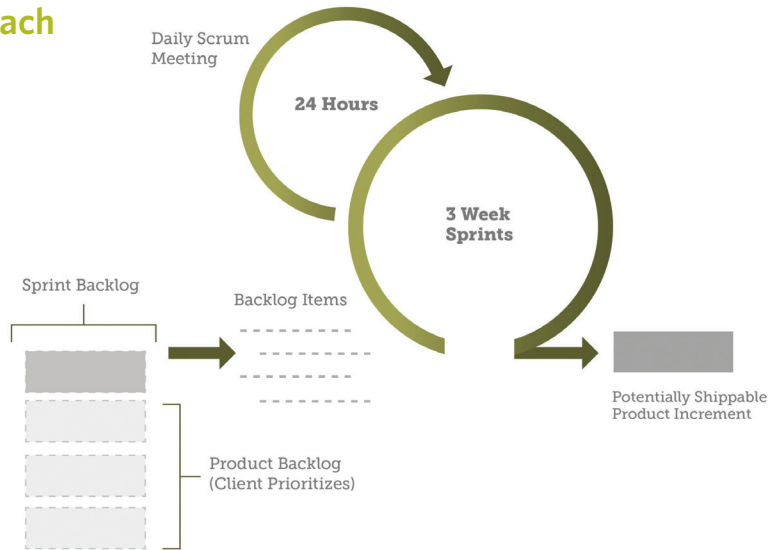 ach
Daily Scrum
Meeting
24 Hours
3 Week
Sprints
Sprint Backlog
Backlog Items
Potentially Shippable
Product Increment
Product Backlog
(Client Prioritizes)